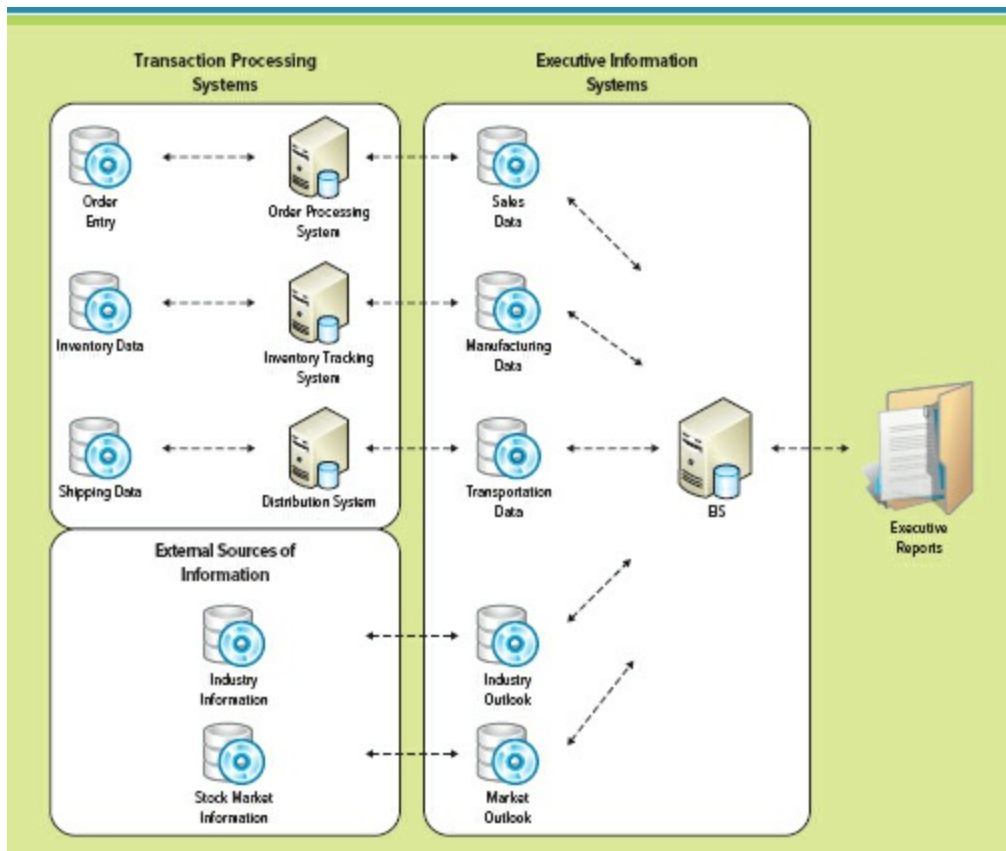 Transaction Processing
Systems
Executive Information
Systems
Order
Entry
Order Processing
System
Sales
Data
Inventory Data
Inventory Tracking
System
Manufacturing
Data
Shipping Data
Distribution System
Transportation
Data
EIS
Executive
Reports
External Sources of
Information
Industry
Information
Industry
Outlook
Stock Market
Information
Market
Outlook